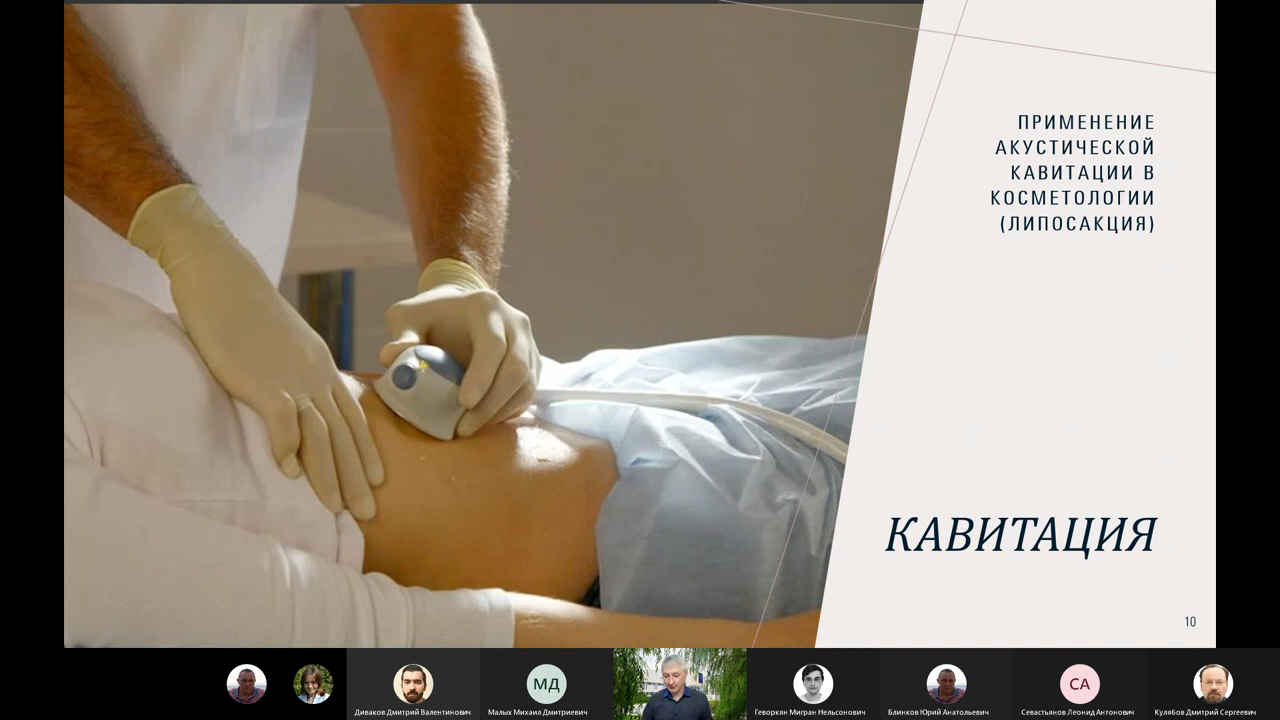 ПРИМЕНЕНИЕ
АКУСТИЧЕСКОЙ
КАВИТАЦИИ В
КОСМЕТОЛОГИИ
(ЛИПОСАКЦИЯ)
КАВИТАЦИЯ
10
МД
СА
Диваков Дмитрий Валентинович
Малых Михаил Дмитриевич
Геворкян Мигран Нельсонович
Блинков Юрий Анатольевич
Севастьянов Леонид Антонович
Кулябов Дмитрий Сергеевич